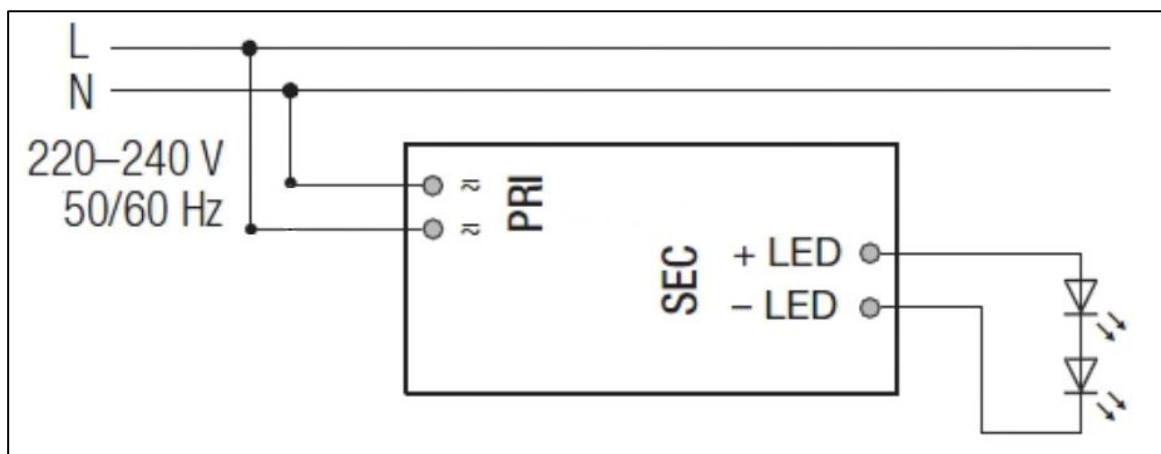 L
N
220–240 V
50/60 Hz
≈
≈
PRI
SEC
+ LED
– LED